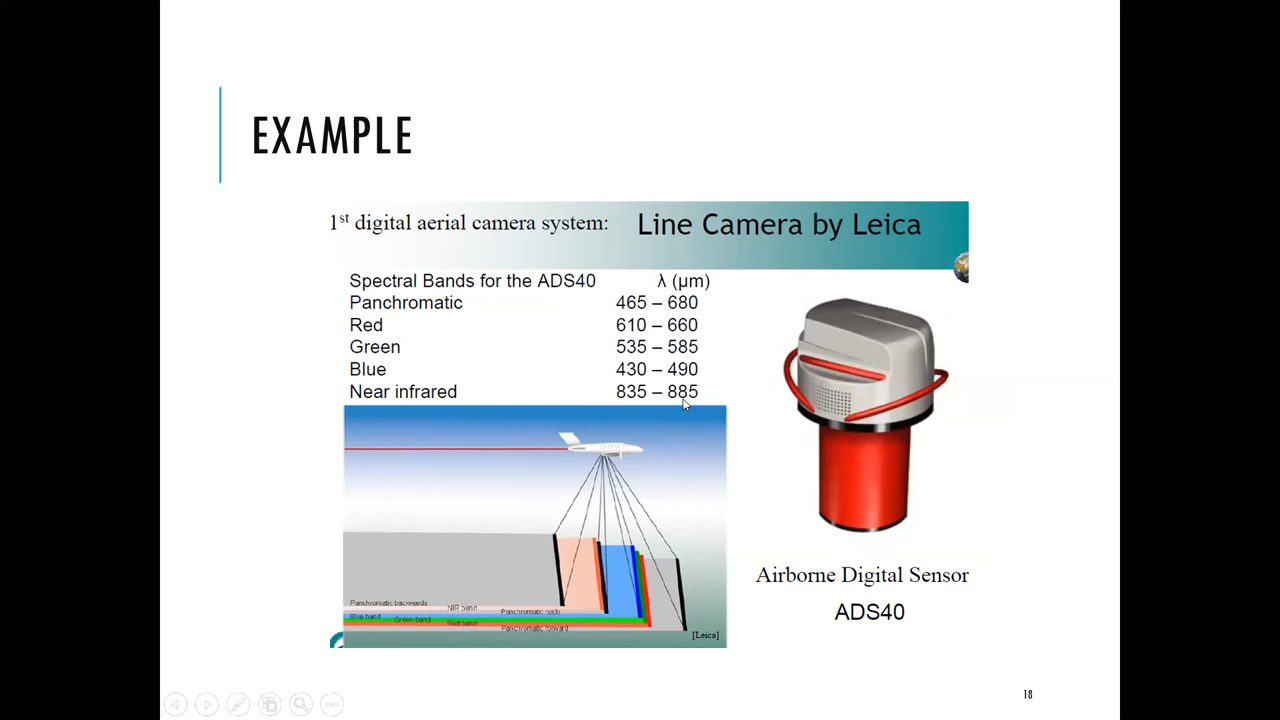 EXAMPLE
1st digital aerial camera system: Line Camera by Leica
Spectral Bands for the ADS40 λ (µm)
Panchromatic 465 – 680
Red 610 – 660
Green 535 – 585
Blue 430 – 490
Near infrared 835 – 885
Panchromatic backwards
NIR band
Panchromatic nadir
Blue band
Green band
Red band
Panchromatic forward
[Leica]
Airborne Digital Sensor
ADS40
18